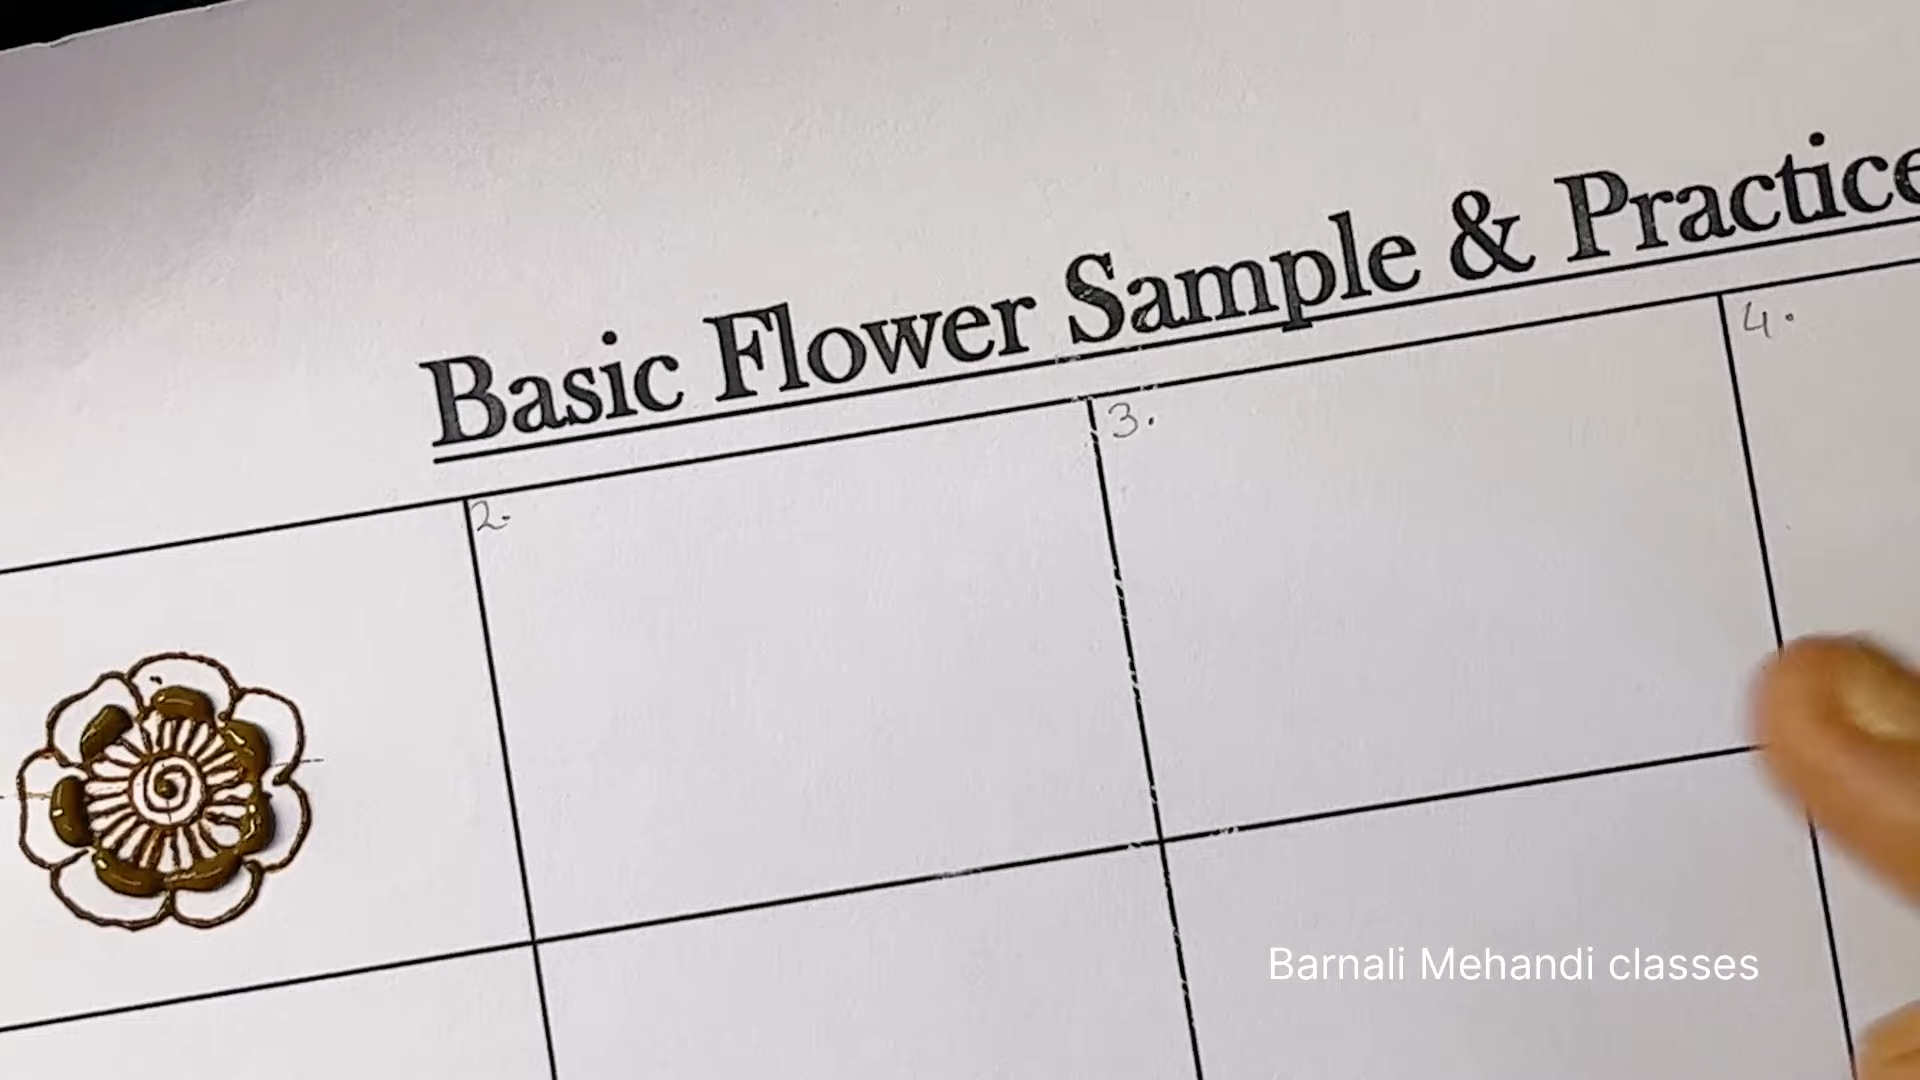 Basic Flower Sample & Practice
2.
3.
4.
Barnali Mehandi classes